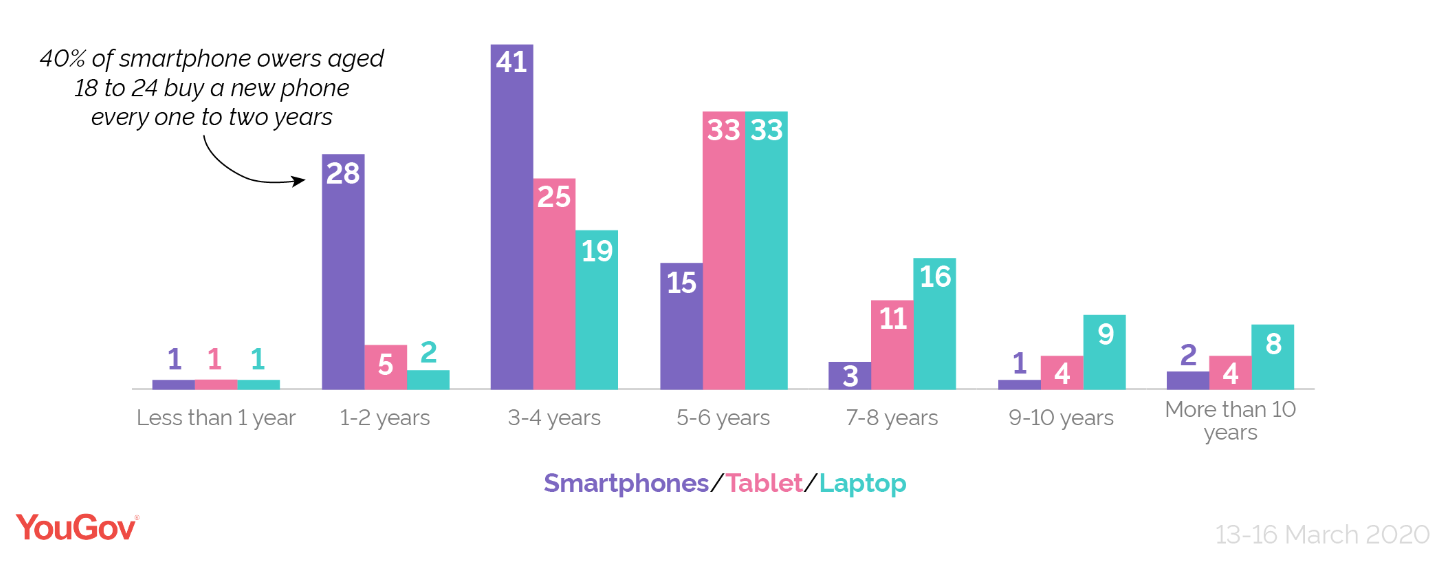 40% of smartphone owers aged
18 to 24 buy a new phone
every one to two years
1
1
1
28
5
2
41
25
19
15
33
33
3
11
16
1
4
9
2
4
8
Less than 1 year
1-2 years
3-4 years
5-6 years
7-8 years
9-10 years
More than 10
years
Smartphones/Tablet/Laptop
YouGov®
13-16 March 2020